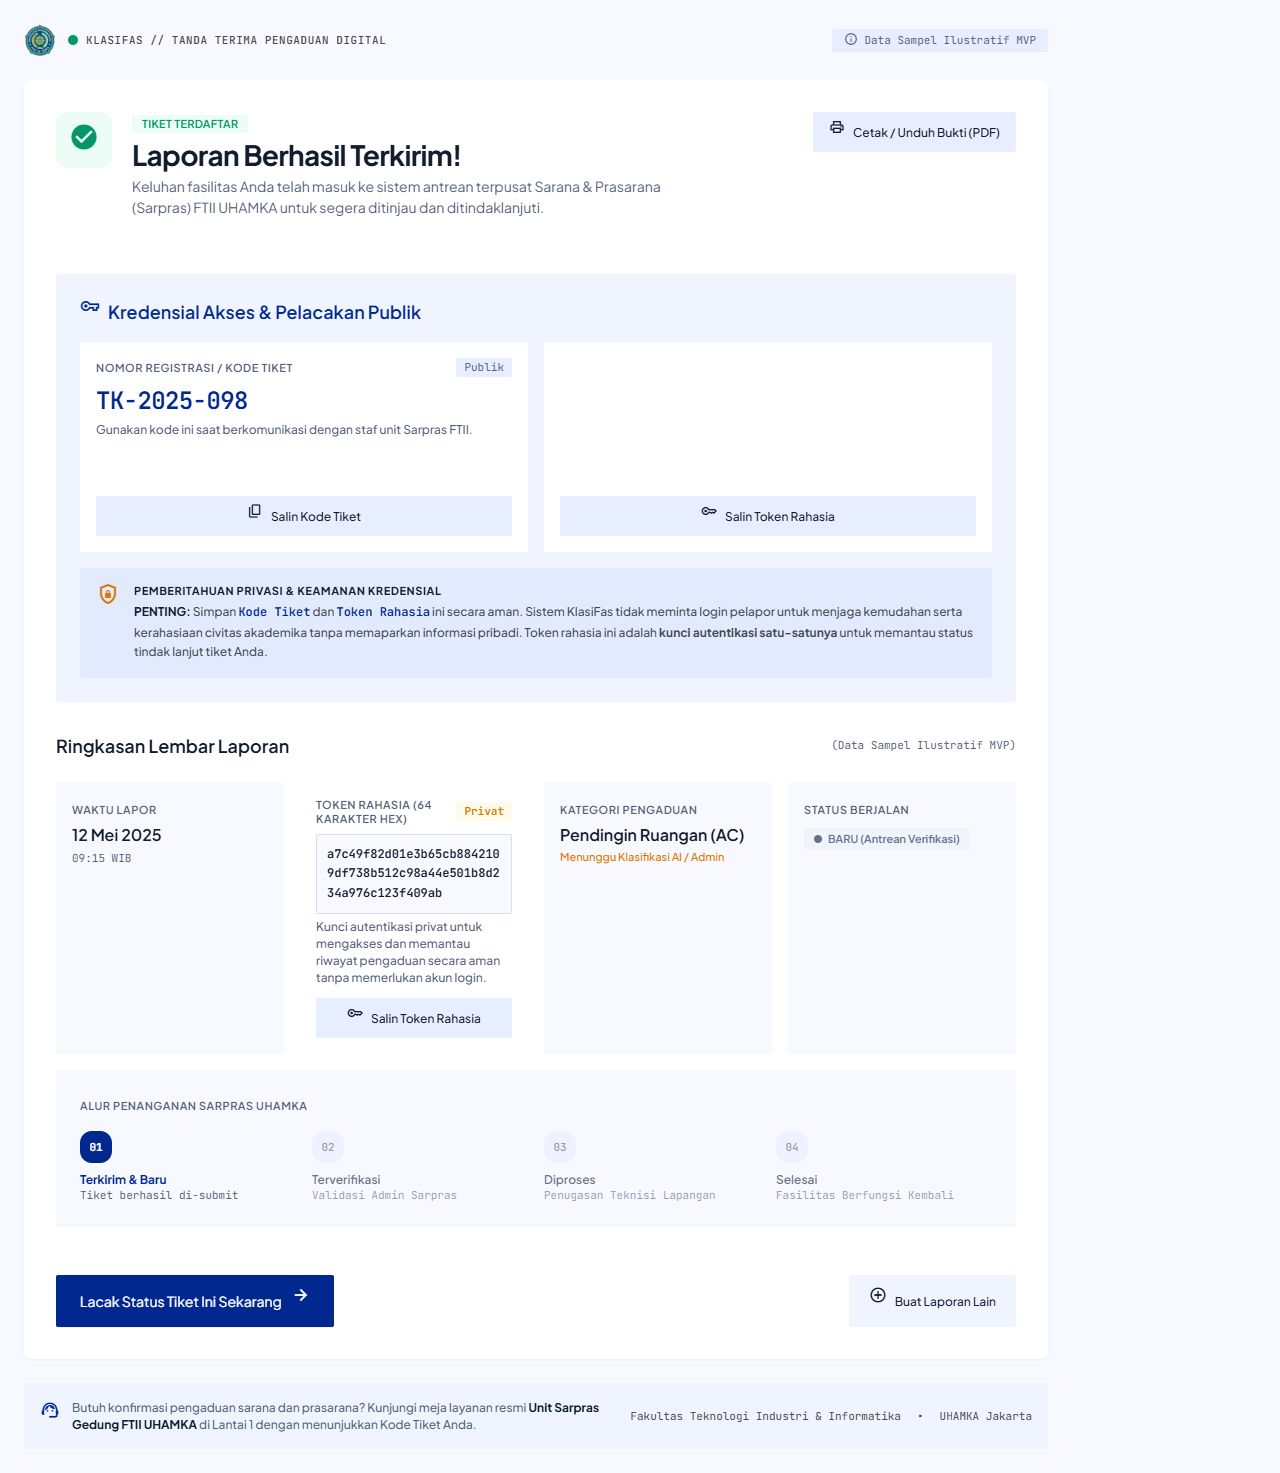 KLASIFAS // TANDA TERIMA PENGADUAN DIGITAL
Data Sampel Ilustratif MVP
TIKET TERDAFTAR
Laporan Berhasil Terkirim!
Keluhan fasilitas Anda telah masuk ke sistem antrean terpusat Sarana & Prasarana
(Sarpras) FTII UHAMKA untuk segera ditinjau dan ditindaklanjuti.
Cetak / Unduh Bukti (PDF)
Kredensial Akses & Pelacakan Publik
NOMOR REGISTRASI / KODE TIKET
Publik
TK-2025-098
Gunakan kode ini saat berkomunikasi dengan staf unit Sarpras FTII.
Salin Kode Tiket
Salin Token Rahasia
PEMBERITAHUAN PRIVASI & KEAMANAN KREDENSIAL
PENTING: Simpan Kode Tiket dan Token Rahasia ini secara aman. Sistem KlasiFas tidak meminta login pelapor untuk menjaga kemudahan serta
kerahasiaan civitas akademika tanpa memaparkan informasi pribadi. Token rahasia ini adalah kunci autentikasi satu-satunya untuk memantau status
tindak lanjut tiket Anda.
Ringkasan Lembar Laporan
(Data Sampel Ilustratif MVP)
WAKTU LAPOR
12 Mei 2025
09:15 WIB
TOKEN RAHASIA (64
KARAKTER HEX)
Privat
a7c49f82d01e3b65cb884210
9df738b512c98a44e501b8d2
34a976c123f409ab
Kunci autentikasi privat untuk
mengakses dan memantau
riwayat pengaduan secara aman
tanpa memerlukan akun login.
Salin Token Rahasia
KATEGORI PENGADUAN
Pendingin Ruangan (AC)
Menunggu Klasifikasi AI / Admin
STATUS BERJALAN
BARU (Antrean Verifikasi)
ALUR PENANGANAN SARPRAS UHAMKA
01
Terkirim & Baru
Tiket berhasil di-submit
02
Terverifikasi
Validasi Admin Sarpras
03
Diproses
Penugasan Teknisi Lapangan
04
Selesai
Fasilitas Berfungsi Kembali
Lacak Status Tiket Ini Sekarang
Buat Laporan Lain
Butuh konfirmasi pengaduan sarana dan prasarana? Kunjungi meja layanan resmi Unit Sarpras
Gedung FTII UHAMKA di Lantai 1 dengan menunjukkan Kode Tiket Anda.
Fakultas Teknologi Industri & Informatika • UHAMKA Jakarta